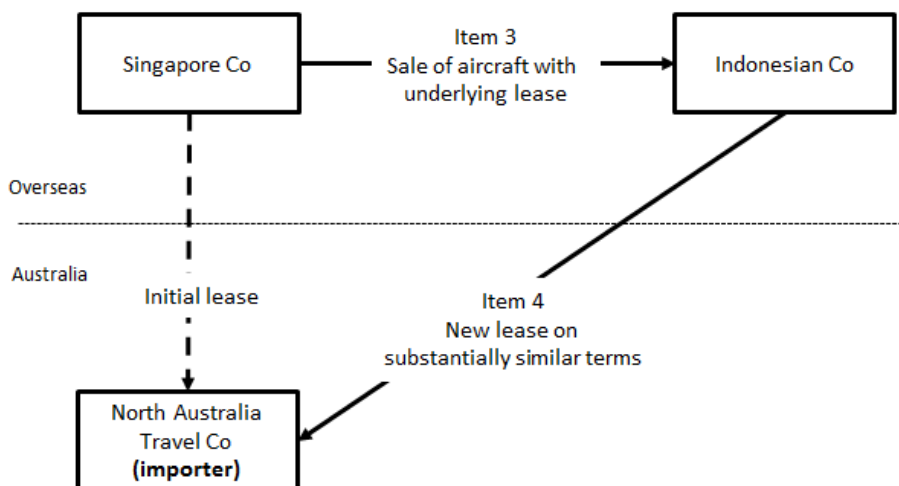 Singapore Co
Item 3
Sale of aircraft with
underlying lease
Indonesian Co
Overseas
Australia
Initial lease
Item 4
New lease on
substantially similar terms
North Australia
Travel Co
(importer)